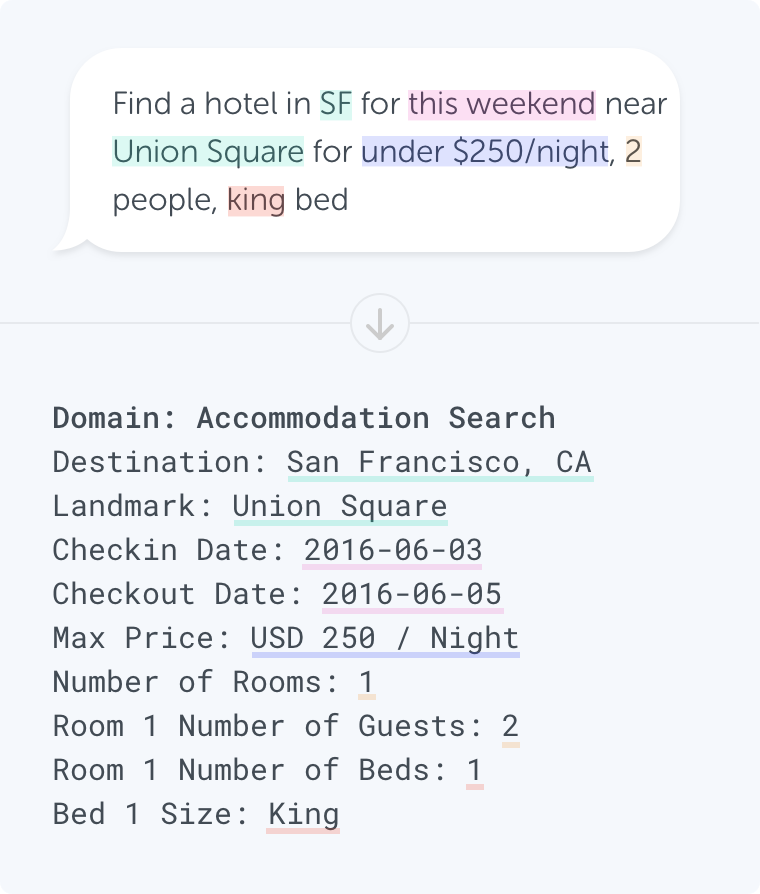 Find a hotel in SF for this weekend near
Union Square for under $250/night, 2
people, king bed
Domain: Accommodation Search
Destination: San Francisco, CA
Landmark: Union Square
Checkin Date: 2016-06-03
Checkout Date: 2016-06-05
Max Price: USD 250 / Night
Number of Rooms: 1
Room 1 Number of Guests: 2
Room 1 Number of Beds: 1
Bed 1 Size: King